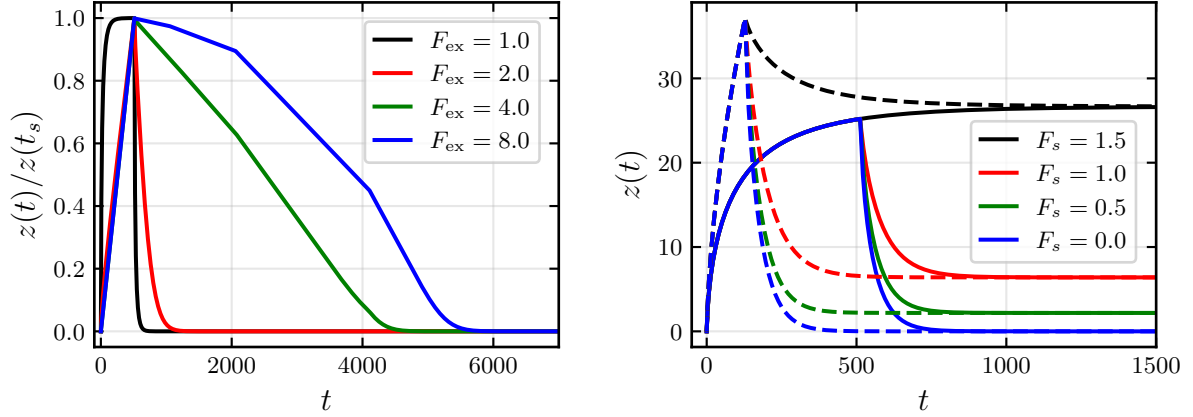 z(t)/z(t_s)
1.0
0.8
0.6
0.4
0.2
0.0
0 2000 4000 6000
t
F_ex = 1.0
F_ex = 2.0
F_ex = 4.0
F_ex = 8.0
z(t)
30
20
10
0
0 500 1000 1500
t
F_s = 1.5
F_s = 1.0
F_s = 0.5
F_s = 0.0